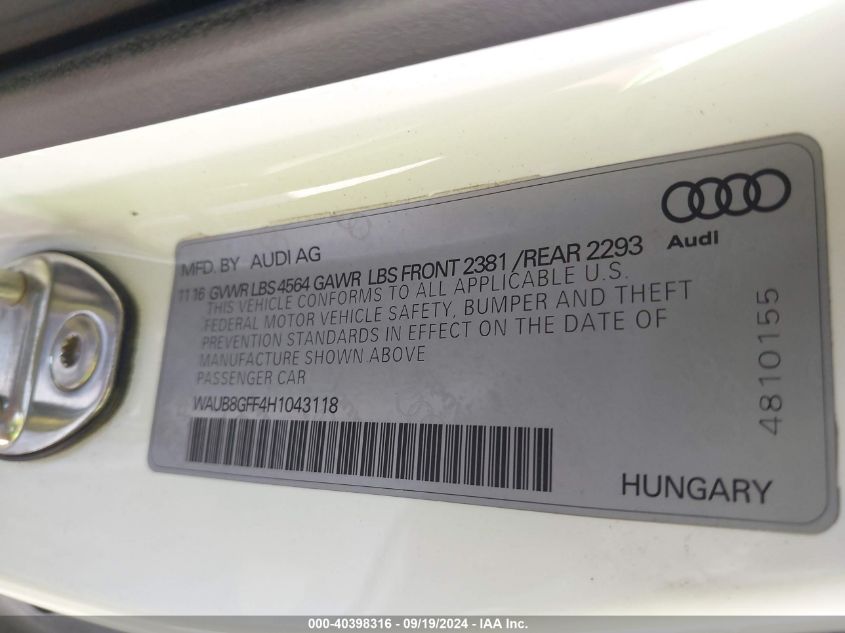 Audi
MFD. BY AUDI AG
11 16 GVWR LBS 4564 GAWR LBS FRONT 2381 /REAR 2293
THIS VEHICLE CONFORMS TO ALL APPLICABLE U.S.
FEDERAL MOTOR VEHICLE SAFETY, BUMPER AND THEFT
PREVENTION STANDARDS IN EFFECT ON THE DATE OF
MANUFACTURE SHOWN ABOVE
PASSENGER CAR
WAUB8GFF4H1043118
4810155
HUNGARY
000-40398316 - 09/19/2024 - IAA Inc.